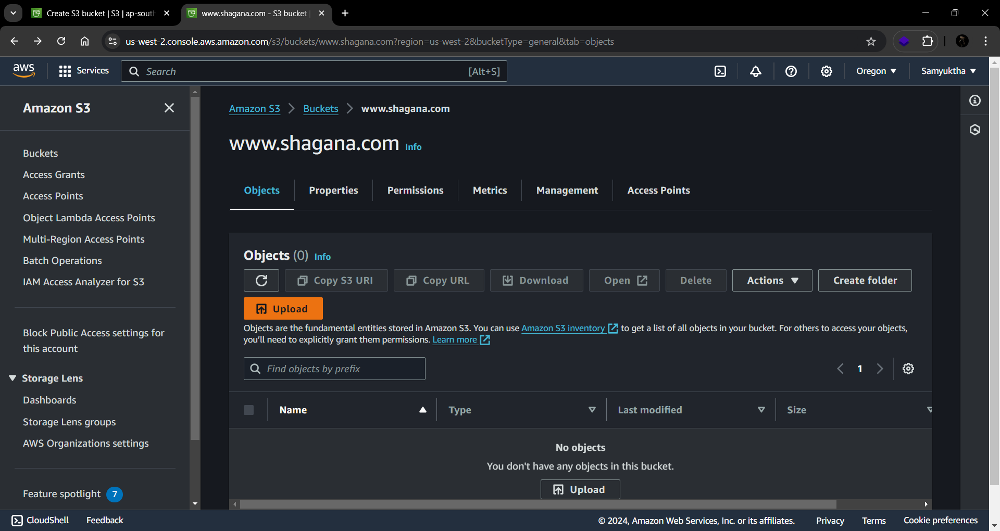 Create S3 bucket | S3 | ap-south
www.shagana.com - S3 bucket
us-west-2.console.aws.amazon.com/s3/buckets/www.shagana.com?region=us-west-2&bucketType=general&tab=objects
aws
Services
Search
[Alt+S]
Oregon
Samyuktha
Amazon S3
Buckets
Access Grants
Access Points
Object Lambda Access Points
Multi-Region Access Points
Batch Operations
IAM Access Analyzer for S3
Block Public Access settings for
this account
Storage Lens
Dashboards
Storage Lens groups
AWS Organizations settings
Feature spotlight 7
Amazon S3 > Buckets > www.shagana.com
www.shagana.com Info
Objects
Properties
Permissions
Metrics
Management
Access Points
Objects (0) Info
Copy S3 URI
Copy URL
Download
Open
Delete
Actions
Create folder
Upload
Objects are the fundamental entities stored in Amazon S3. You can use Amazon S3 inventory to get a list of all objects in your bucket. For others to access your objects,
you'll need to explicitly grant them permissions. Learn more
Find objects by prefix
1
Name
Type
Last modified
Size
No objects
You don't have any objects in this bucket.
Upload
CloudShell
Feedback
© 2024, Amazon Web Services, Inc. or its affiliates.
Privacy
Terms
Cookie preferences